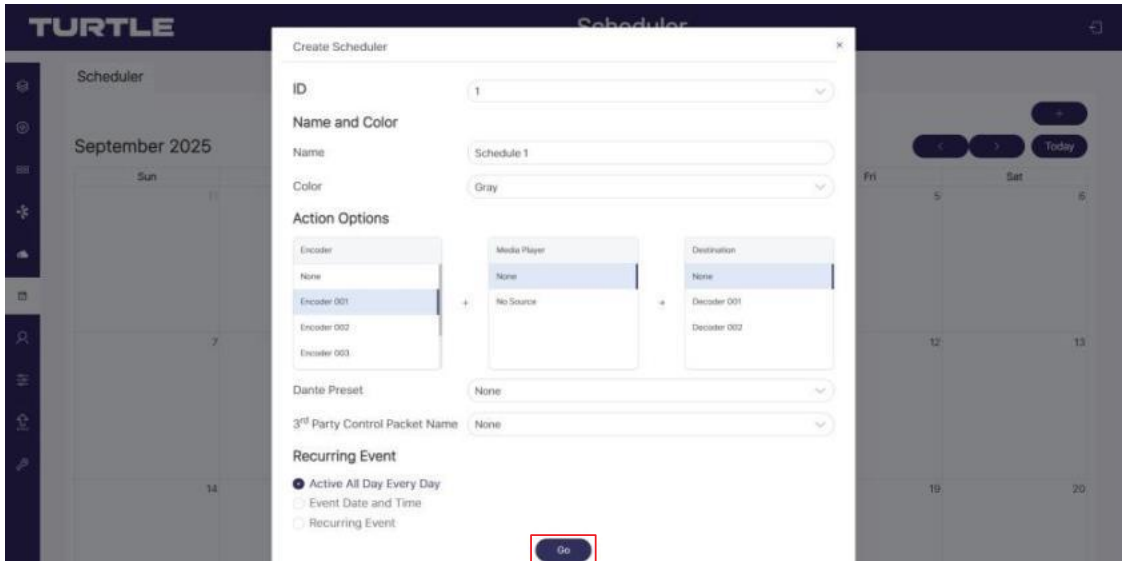 TURTLE
Scheduler
Create Scheduler
×
Scheduler
ID
1
+
Name and Color
September 2025
Name
Schedule 1
<
>
Today
Sun
Fri
Sat
Color
Gray
5
6
Action Options
Encoder
Media Player
Destination
None
None
None
Encoder 001
+
No Source
Decoder 001
Encoder 002
Decoder 002
Encoder 003
7
12
13
Dante Preset
None
3rd Party Control Packet Name
None
Recurring Event
Active All Day Every Day
14
19
20
Event Date and Time
Recurring Event
Go